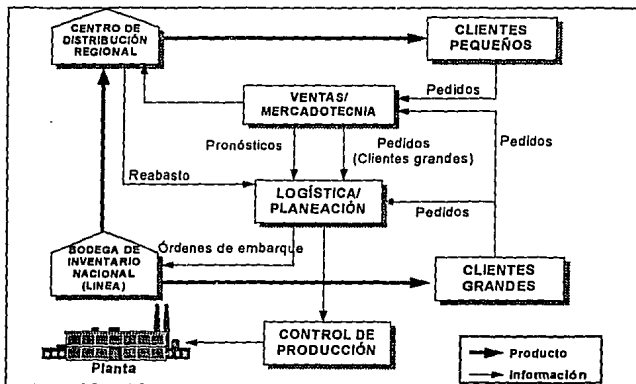 CENTRO DE
DISTRIBUCIÓN
REGIONAL
CLIENTES
PEQUEÑOS
Pedidos
VENTAS/
MERCADOTECNIA
Pronósticos
Pedidos
(Clientes grandes)
Pedidos
Reabasto
LOGÍSTICA/
PLANEACIÓN
Pedidos
BODEGA DE
INVENTARIO
NACIONAL
(LINEA)
Órdenes de embarque
CLIENTES
GRANDES
CONTROL DE
PRODUCCIÓN
Planta
Producto
Información